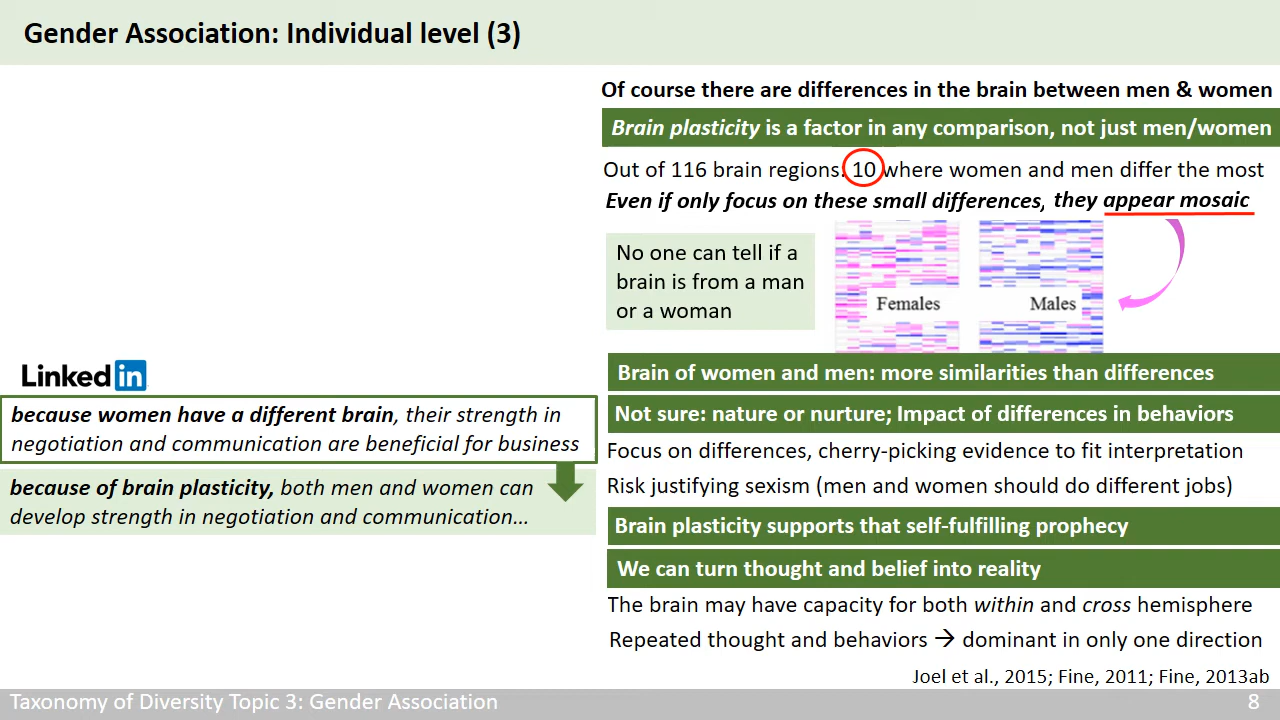 Gender Association: Individual level (3)
Of course there are differences in the brain between men & women
Brain plasticity is a factor in any comparison, not just men/women
Out of 116 brain regions: 10 where women and men differ the most
Even if only focus on these small differences, they appear mosaic
No one can tell if a
brain is from a man
or a woman
Females
Males
Brain of women and men: more similarities than differences
Not sure: nature or nurture; Impact of differences in behaviors
Focus on differences, cherry-picking evidence to fit interpretation
Risk justifying sexism (men and women should do different jobs)
Brain plasticity supports that self-fulfilling prophecy
We can turn thought and belief into reality
The brain may have capacity for both within and cross hemisphere
Repeated thought and behaviors → dominant in only one direction
Linked in
because women have a different brain, their strength in
negotiation and communication are beneficial for business
because of brain plasticity, both men and women can
develop strength in negotiation and communication…
Joel et al., 2015; Fine, 2011; Fine, 2013ab
Taxonomy of Diversity Topic 3: Gender Association
8